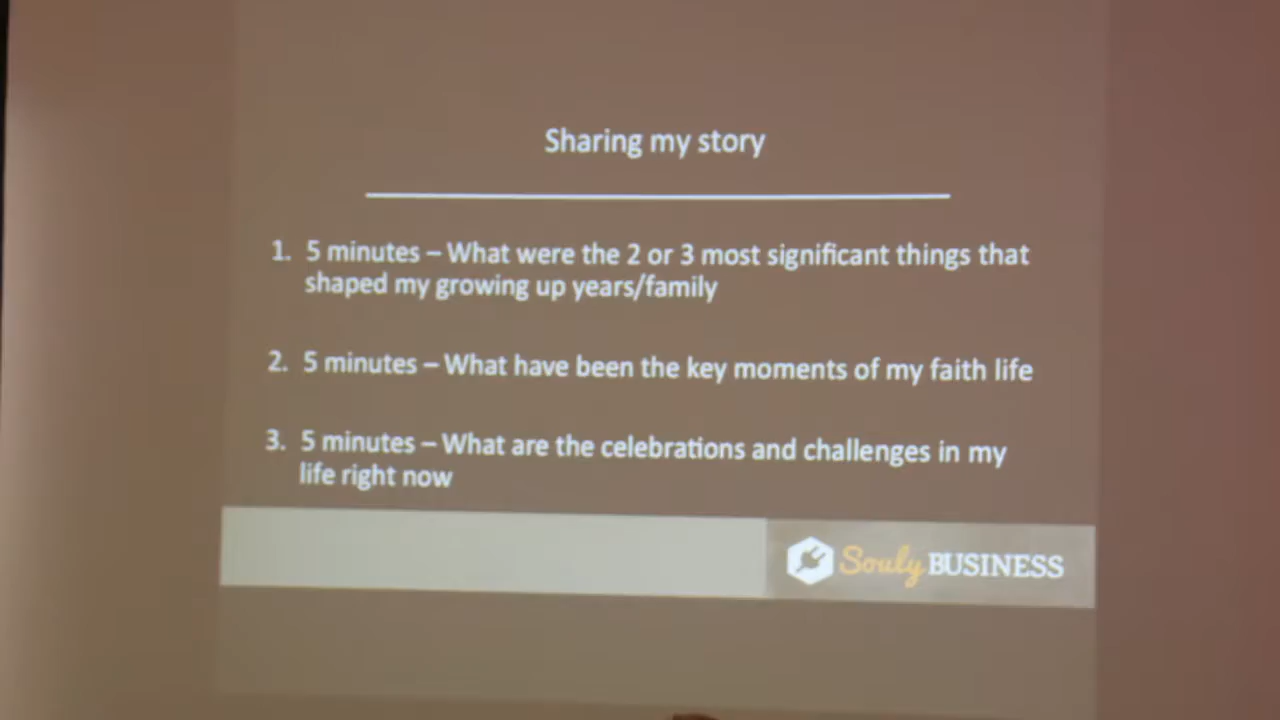 Sharing my story
1. 5 minutes – What were the 2 or 3 most significant things that
shaped my growing up years/family
2. 5 minutes – What have been the key moments of my faith life
3. 5 minutes – What are the celebrations and challenges in my
life right now
Souly BUSINESS